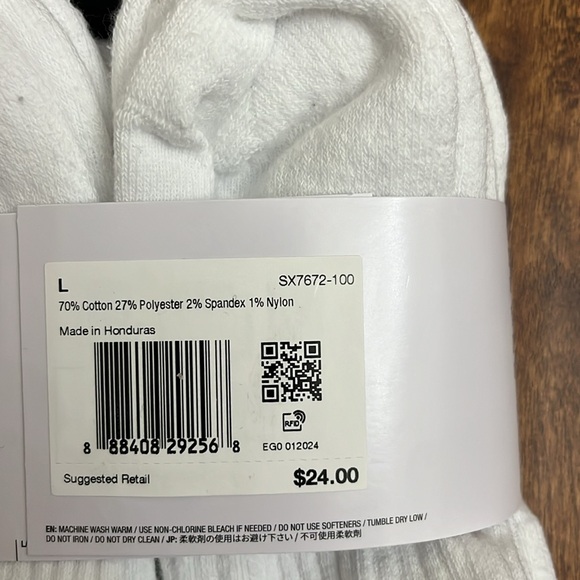 L
SX7672-100
70% Cotton 27% Polyester 2% Spandex 1% Nylon
Made in Honduras
RFID
8 88408 29256 8
EG0 012024
Suggested Retail
$24.00
EN: MACHINE WASH WARM / USE NON-CHLORINE BLEACH IF NEEDED / DO NOT USE SOFTENERS / TUMBLE DRY LOW /
DO NOT IRON / DO NOT DRY CLEAN / JP: 柔軟剤の使用はお避け下さい / 不可使用柔軟剤